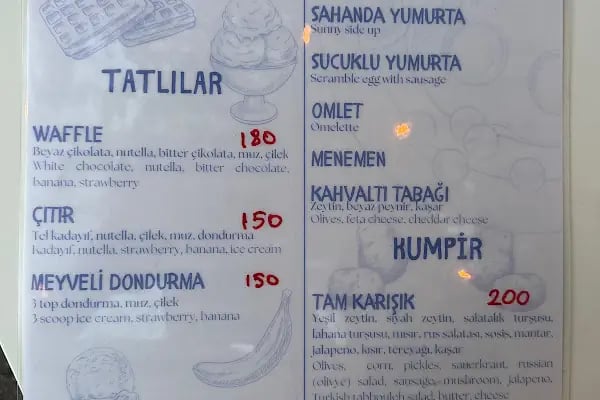 TATLILAR
WAFFLE 180
Beyaz çikolata, nutella, bitter çikolata, muz, çilek
White chocolate, nutella, bitter chocolate,
banana, strawberry
ÇITIR 150
Tel kadayıf, nutella, çilek, muz, dondurma
Kadayıf, nutella, strawberry, banana, ice cream
MEYVELİ DONDURMA 150
3 top dondurma, muz, çilek
3 scoop ice cream, strawberry, banana
SAHANDA YUMURTA
Sunny side up
SUCUKLU YUMURTA
Scramble egg with sausage
OMLET
Omelette
MENEMEN
KAHVALTI TABAĞI
Zeytin, beyaz peynir, kaşar
Olives, feta cheese, cheddar cheese
KUMPİR
TAM KARIŞIK 200
Yeşil zeytin, siyah zeytin, salatalık turşusu,
lahana turşusu, mısır, rus salatası, sosis, mantar,
jalapeno, kısır, tereyağı, kaşar
Olives, corn, pickles, sauerkraut, russian
(olivye) salad, sausage, mushroom, jalapeno,
Turkish tabbouleh salad, butter, cheese